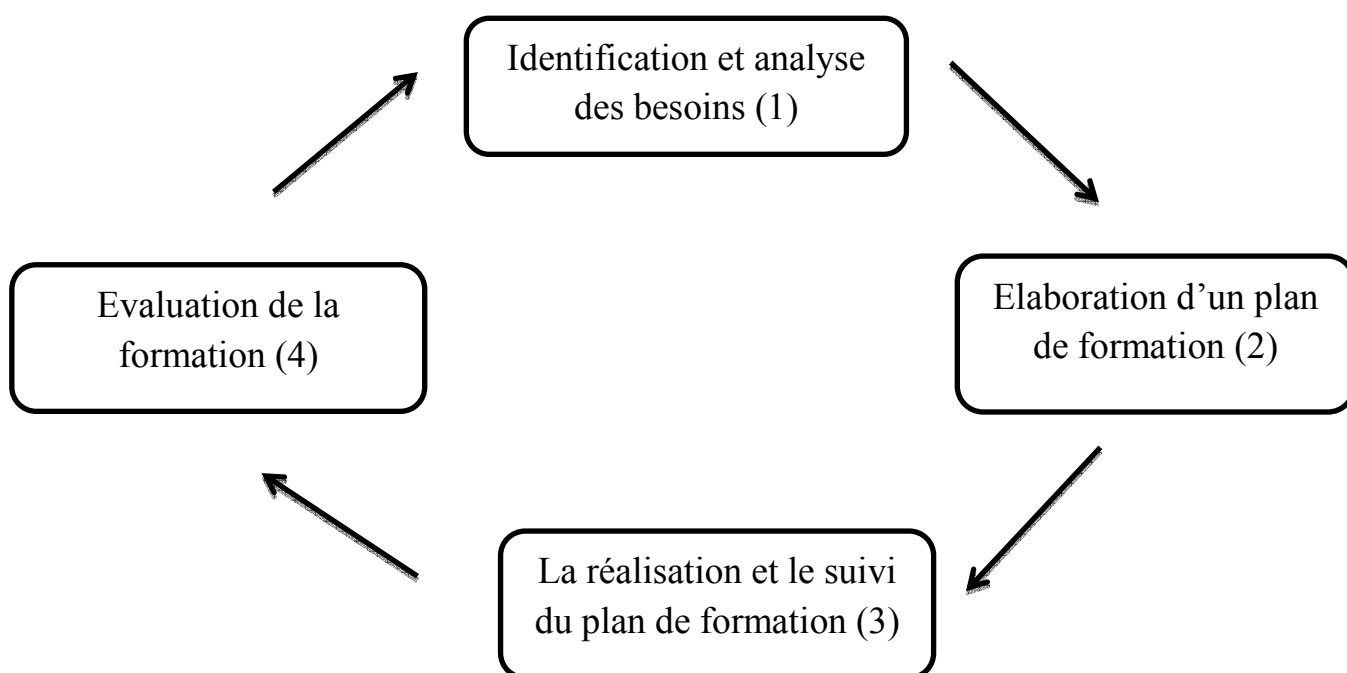 Identification et analyse
des besoins (1)
Elaboration d’un plan
de formation (2)
La réalisation et le suivi
du plan de formation (3)
Evaluation de la
formation (4)